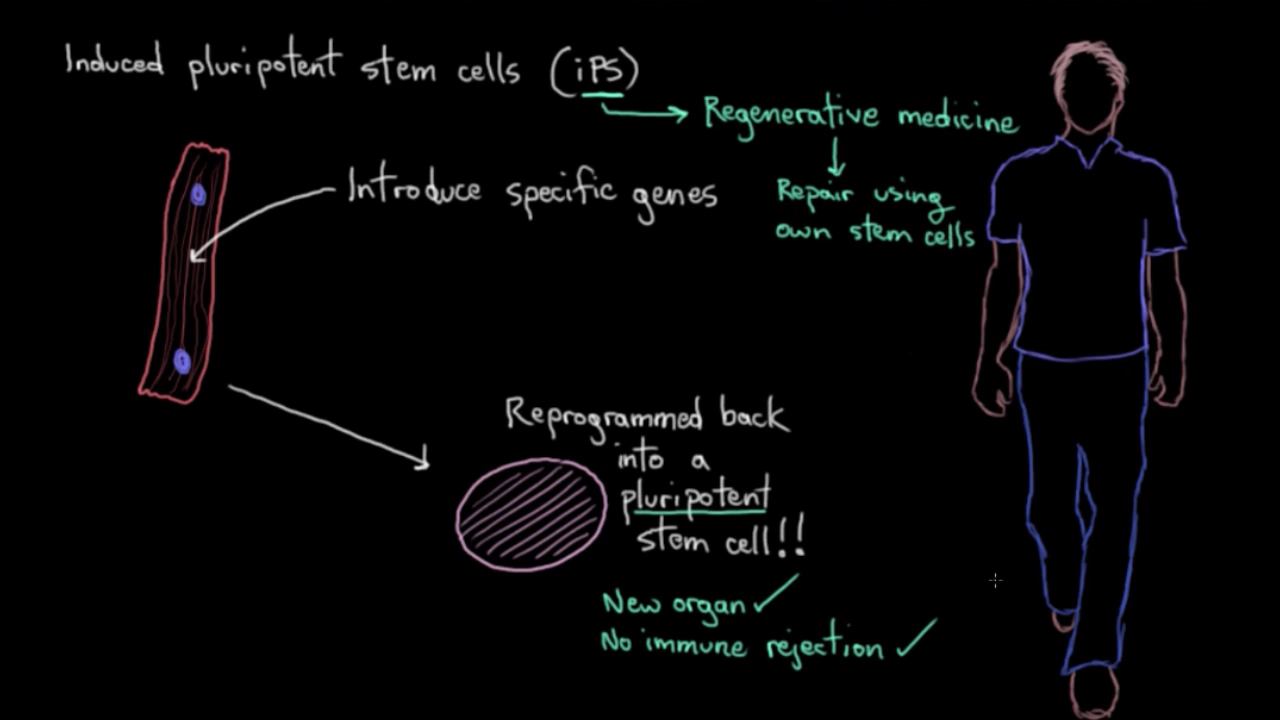 Induced pluripotent stem cells (iPS)
Regenerative medicine
Introduce specific genes
Repair using
own stem cells
Reprogrammed back
into a
pluripotent
stem cell!!
New organ ✓
No immune rejection ✓